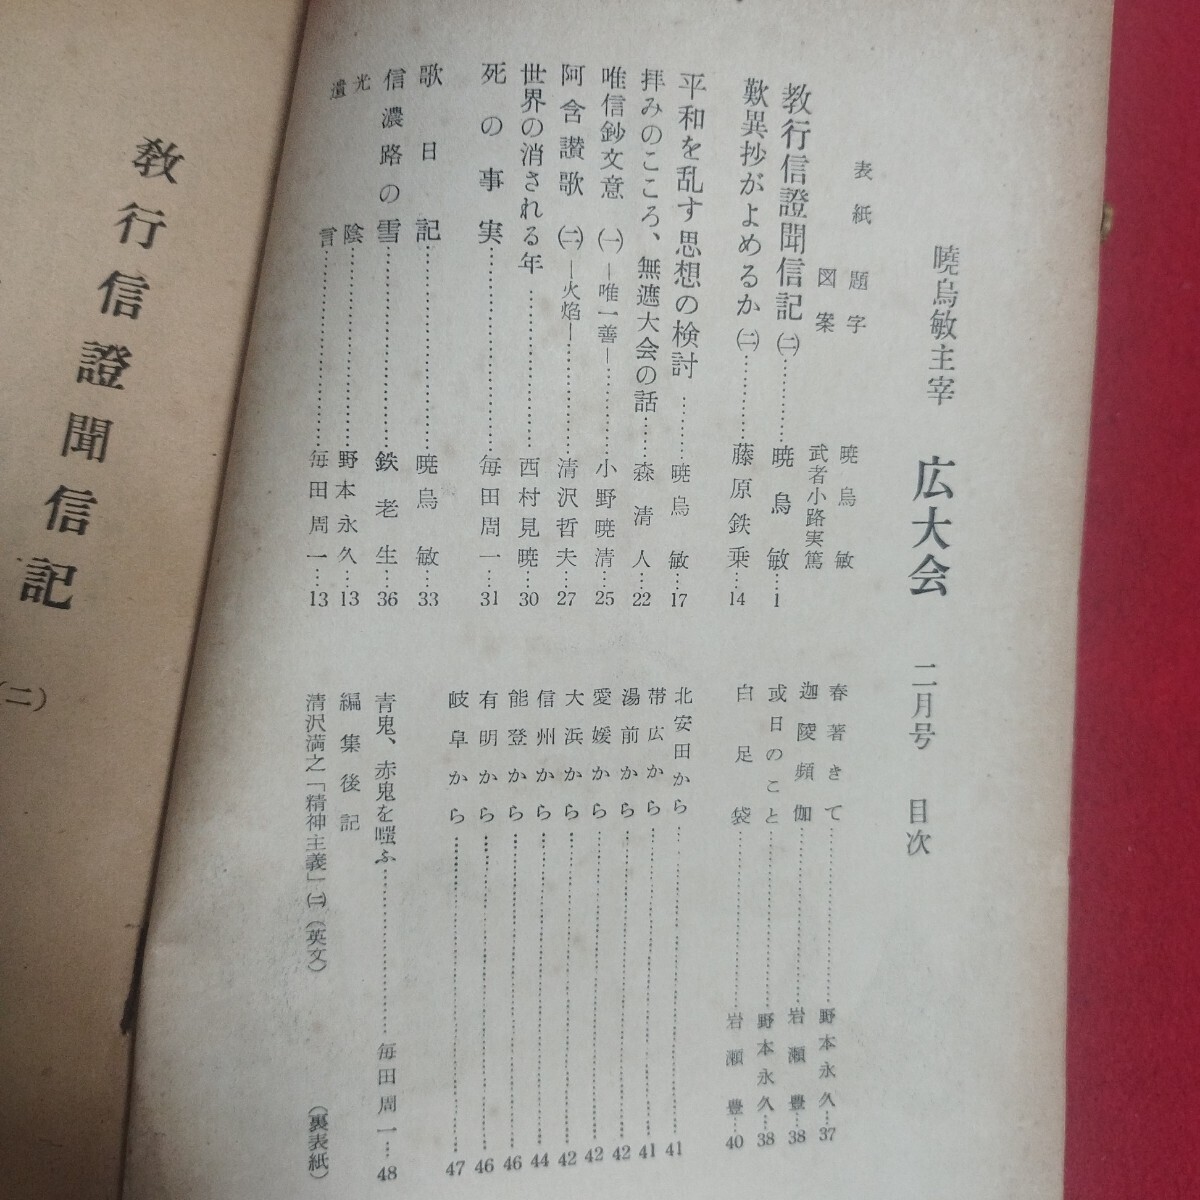 暁烏敏主宰 広大会 二月号 目次
表紙 題字 暁烏敏
図案 武者小路実篤
教行信證聞信記 ㈡……暁烏敏…1
歎異抄がよめるか ㈡……藤原鉄乗…14
平和を乱す思想の検討……暁烏敏…17
拝みのこころ、無遮大会の話……森清人…22
唯信鈔文意 ㈠ ―唯一善―……小野暁清…25
阿含讃歌 ㈡ ―火焰―……清沢哲夫…27
世界の消される年……西村見暁…30
死の事実……毎田周一…31
歌日記……暁烏敏…33
信濃路の雪……鉄老生…36
光陰……野本永久…13
遺言……毎田周一…13
春著きて……野本永久…37
迦陵頻伽……岩瀬豊…38
或日のこと……野本永久…38
白足袋……岩瀬豊…40
北安田から……41
帯広から……41
湯前から……42
愛媛から……42
大浜から……42
信州から……44
能登から……46
有明から……46
岐阜から……47
青鬼、赤鬼を嗤ふ……毎田周一…48
編集後記
清沢満之「精神主義」㈡（英文）（裏表紙）
教行信證聞信記
（二）